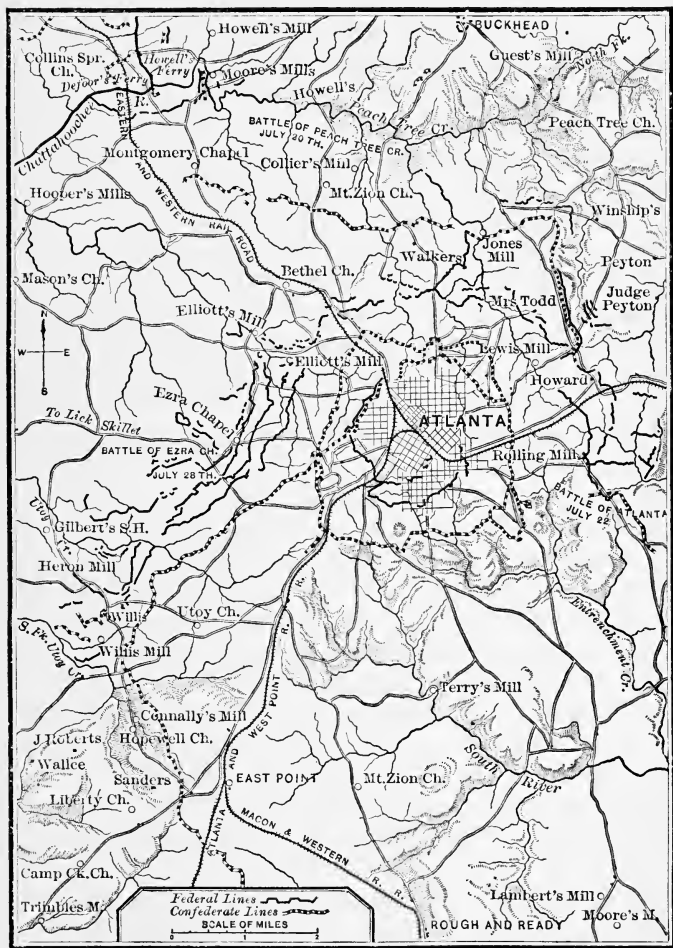 BUCKHEAD
Howell's Mill
Collins Spr.
Ch.
Howell's
Ferry
Guest's Mill
North Fk.
Defoor's Ferry
Moore's Mills
R.
Howell's
Chattahoochee
Peach Tree Cr.
BATTLE OF PEACH TREE CR.
JULY 20TH.
Peach Tree Ch.
Montgomery Chapel
Collier's Mill
EASTERN AND WESTERN RAIL ROAD
Mt. Zion Ch.
Hooper's Mills
Winship's
Walkers
Jones
Mill
Peyton
Bethel Ch.
Mason's Ch.
Mrs Todd
Judge
Peyton
N
W
E
S
Elliott's Mill
Lewis Mill
Elliott's Mill
Howard
Ezra Chapel
To Lick Skillet
ATLANTA
BATTLE OF EZRA CH.
JULY 28TH.
Rolling Mill
BATTLE OF ATLANTA
JULY 22
Utoy Cr.
Gilbert's S.H.
Heron Mill
Entrenchment Cr.
Willis
Utoy Ch.
S. Fk. Utoy Cr.
Willis Mill
Terry's Mill
Connally's Mill
J Roberts
Hopewell Ch.
Wallce
South River
Sanders
EAST POINT
Mt. Zion Ch.
Liberty Ch.
ATLANTA AND WEST POINT R. R.
MACON & WESTERN R. R.
Camp Ck. Ch.
Trimbles M.
Lambert's Mill
Moore's M.
ROUGH AND READY
Federal Lines
Confederate Lines
SCALE OF MILES
0 1 2